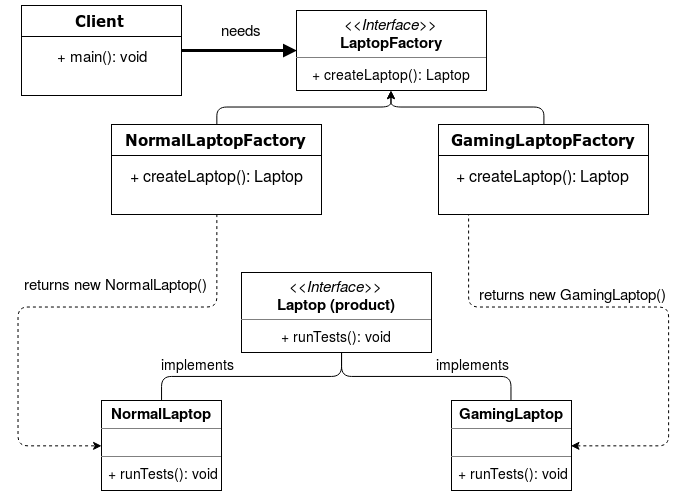 Client
+ main(): void
needs
<<Interface>>
LaptopFactory
+ createLaptop(): Laptop
NormalLaptopFactory
+ createLaptop(): Laptop
GamingLaptopFactory
+ createLaptop(): Laptop
returns new NormalLaptop()
<<Interface>>
Laptop (product)
+ runTests(): void
returns new GamingLaptop()
implements
implements
NormalLaptop
+ runTests(): void
GamingLaptop
+ runTests(): void